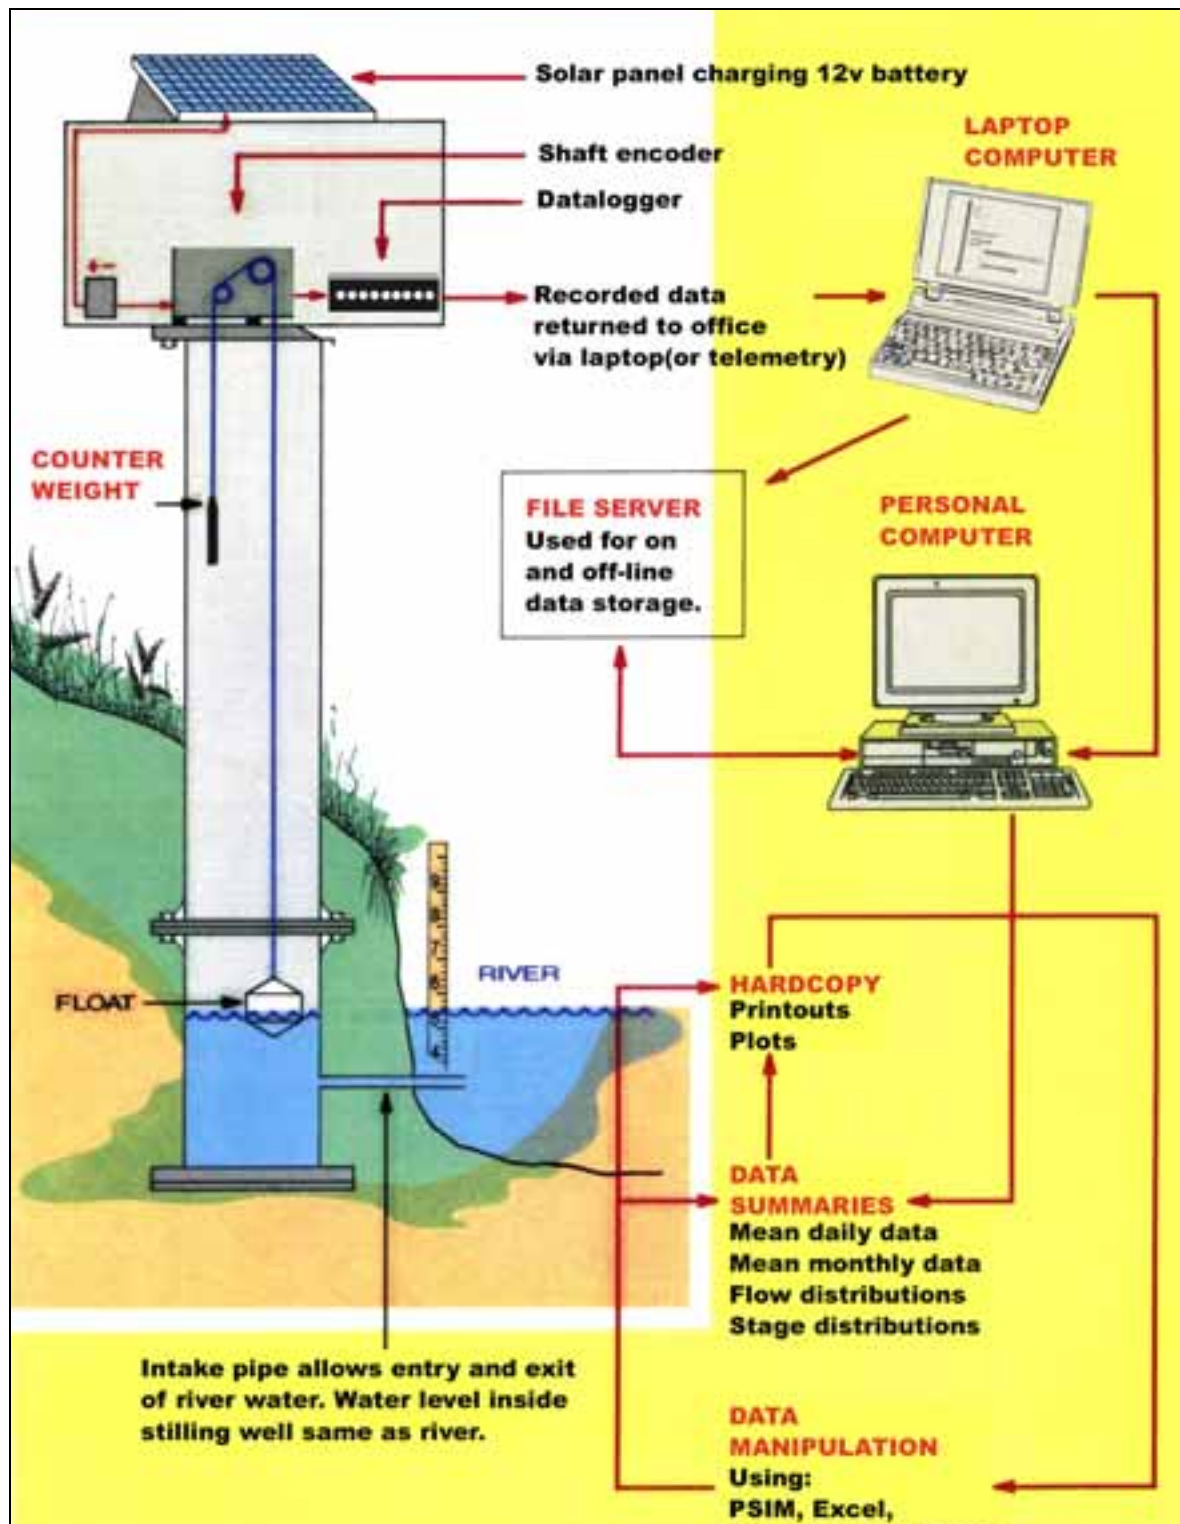 Solar panel charging 12v battery
Shaft encoder
Datalogger
LAPTOP
COMPUTER
Recorded data
returned to office
via laptop(or telemetry)
COUNTER
WEIGHT
FILE SERVER
Used for on
and off-line
data storage.
PERSONAL
COMPUTER
RIVER
FLOAT
HARDCOPY
Printouts
Plots
DATA
SUMMARIES
Mean daily data
Mean monthly data
Flow distributions
Stage distributions
Intake pipe allows entry and exit
of river water. Water level inside
stilling well same as river.
DATA
MANIPULATION
Using:
PSIM, Excel,